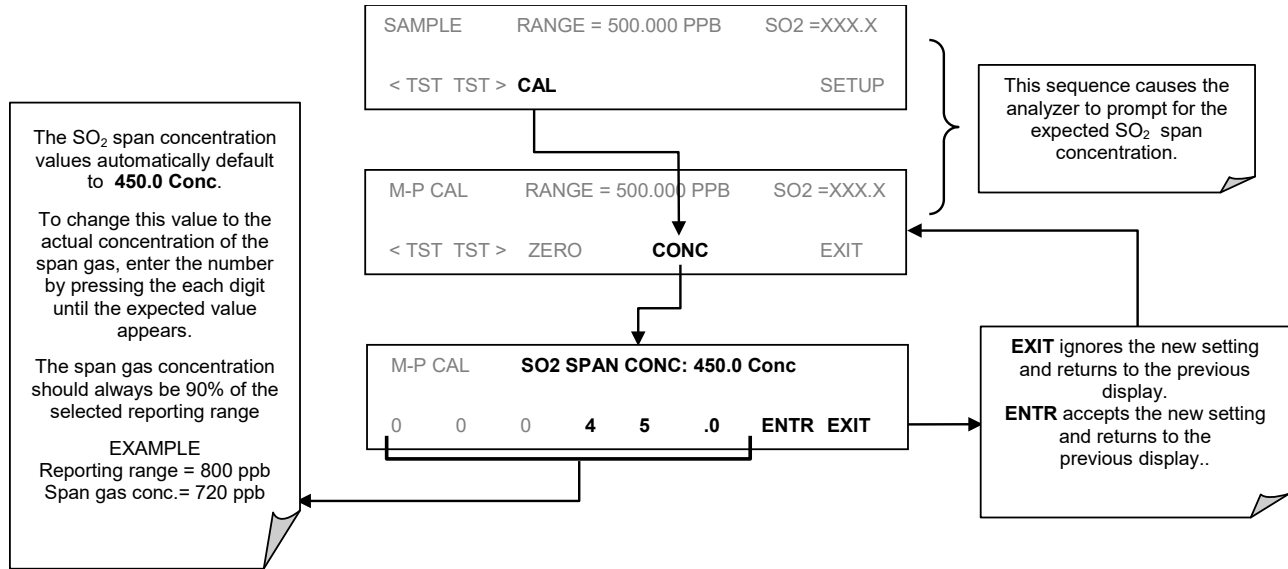 SAMPLE RANGE = 500.000 PPB SO2 =XXX.X
< TST TST > CAL SETUP
This sequence causes the
analyzer to prompt for the
expected SO₂ span
concentration.
The SO₂ span concentration
values automatically default
to 450.0 Conc.
To change this value to the
actual concentration of the
span gas, enter the number
by pressing the each digit
until the expected value
appears.
The span gas concentration
should always be 90% of the
selected reporting range
EXAMPLE
Reporting range = 800 ppb
Span gas conc.= 720 ppb
M-P CAL RANGE = 500.000 PPB SO2 =XXX.X
< TST TST > ZERO CONC EXIT
M-P CAL SO2 SPAN CONC: 450.0 Conc
0 0 0 4 5 .0 ENTR EXIT
EXIT ignores the new setting
and returns to the previous
display.
ENTR accepts the new setting
and returns to the
previous display..